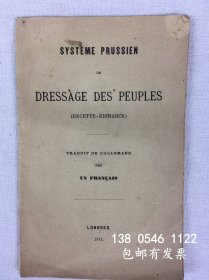 SYSTÈME PRUSSIEN
DE
DRESSAGE DES PEUPLES
(RECETTE-BISMARCK)
TRADUIT DE L'ALLEMAND
PAR
UN FRANÇAIS
LONDRES
1871
138 0546 1122
包邮有发票